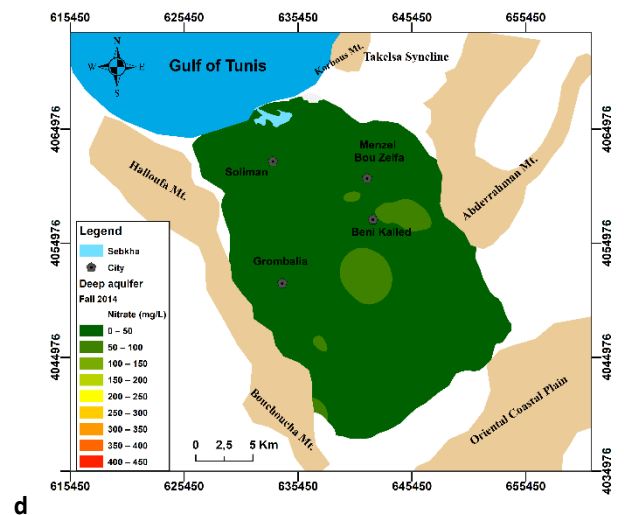 615450 625450 635450 645450 655450
N
W E
S
Gulf of Tunis
Korbous Mt.
Takelsa Syncline
4064976 4064976
Menzel
Bou Zelfa
Soliman
Halloufa Mt.
Abderrahman Mt.
Legend
Sebkha
City
Deep aquifer
Fall 2014
Nitrate (mg/L)
0 – 50
50 – 100
100 – 150
150 – 200
200 – 250
250 – 300
300 – 350
350 – 400
400 – 450
4054976 4054976
Beni Kalled
Grombalia
4044976 4044976
Bouchoucha Mt.
Oriental Coastal Plain
0 2,5 5 Km
4034976 4034976
615450 625450 635450 645450 655450
d